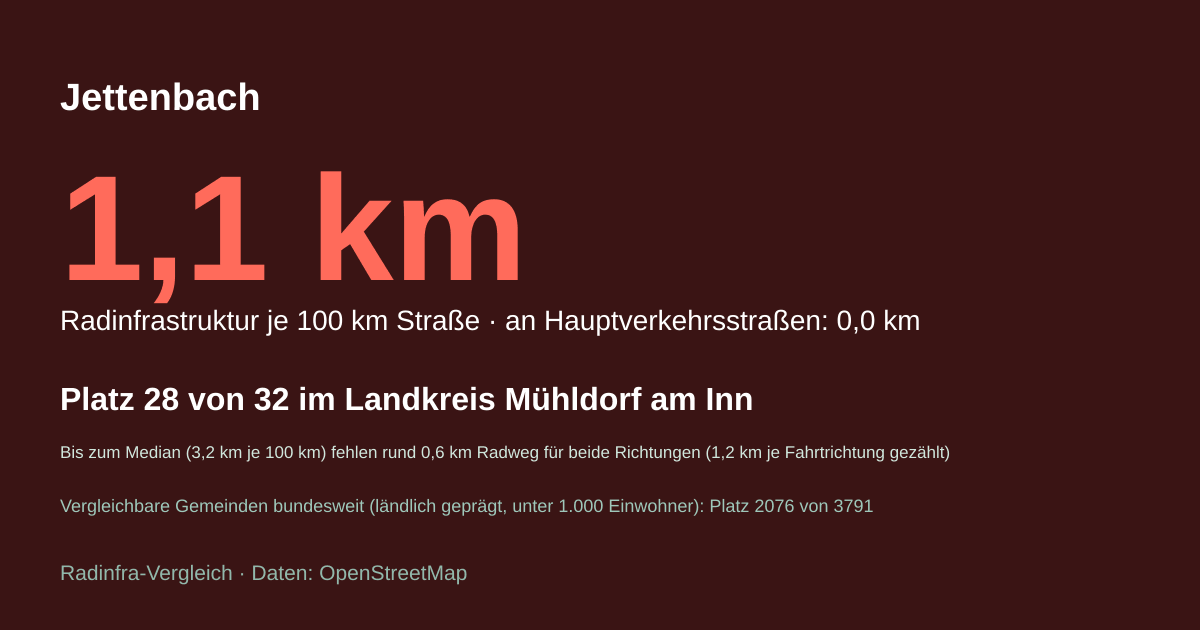 Jettenbach
1,1 km
Radinfrastruktur je 100 km Straße · an Hauptverkehrsstraßen: 0,0 km
Platz 28 von 32 im Landkreis Mühldorf am Inn
Bis zum Median (3,2 km je 100 km) fehlen rund 0,6 km Radweg für beide Richtungen (1,2 km je Fahrtrichtung gezählt)
Vergleichbare Gemeinden bundesweit (ländlich geprägt, unter 1.000 Einwohner): Platz 2076 von 3791
Radinfra-Vergleich · Daten: OpenStreetMap